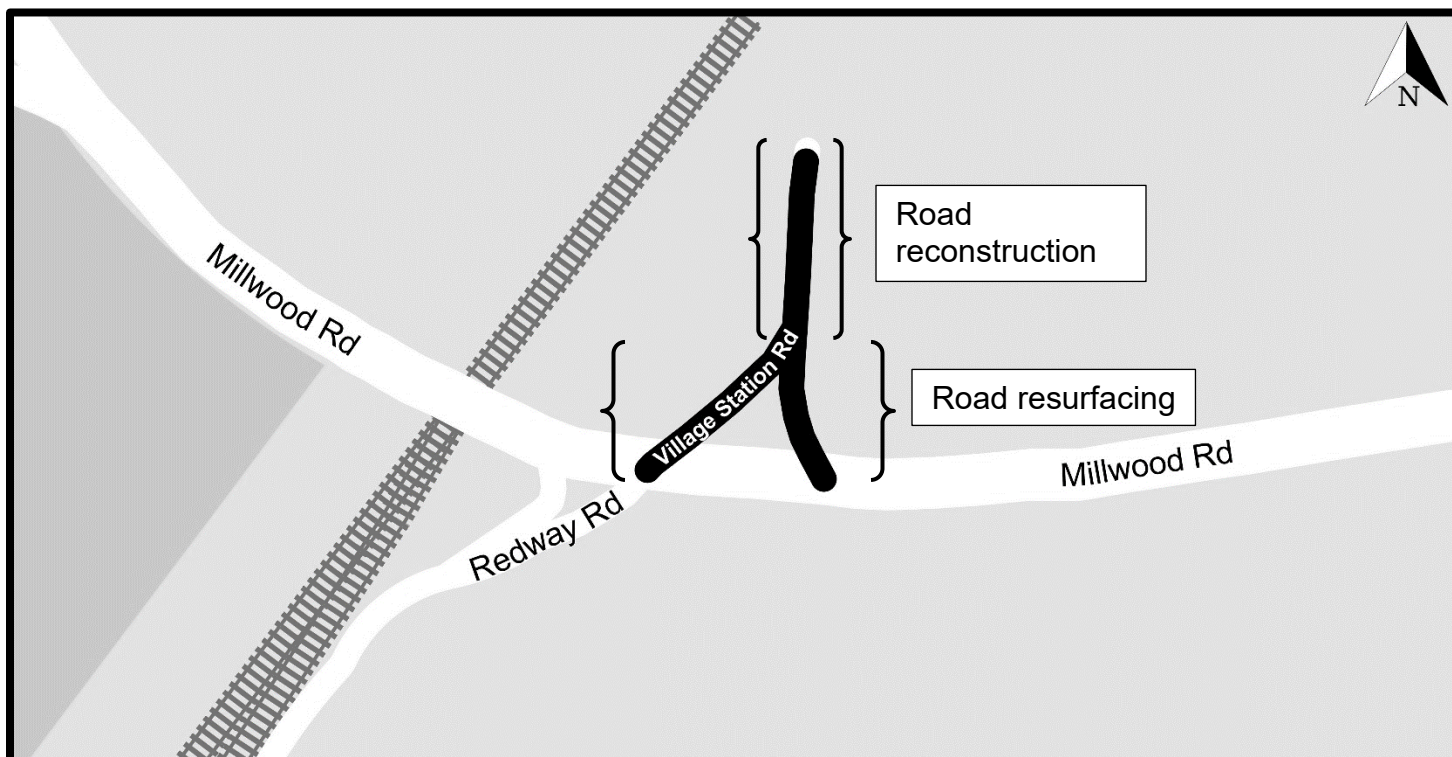 N
Road
reconstruction
Millwood Rd
Village Station Rd
Road resurfacing
Millwood Rd
Redway Rd